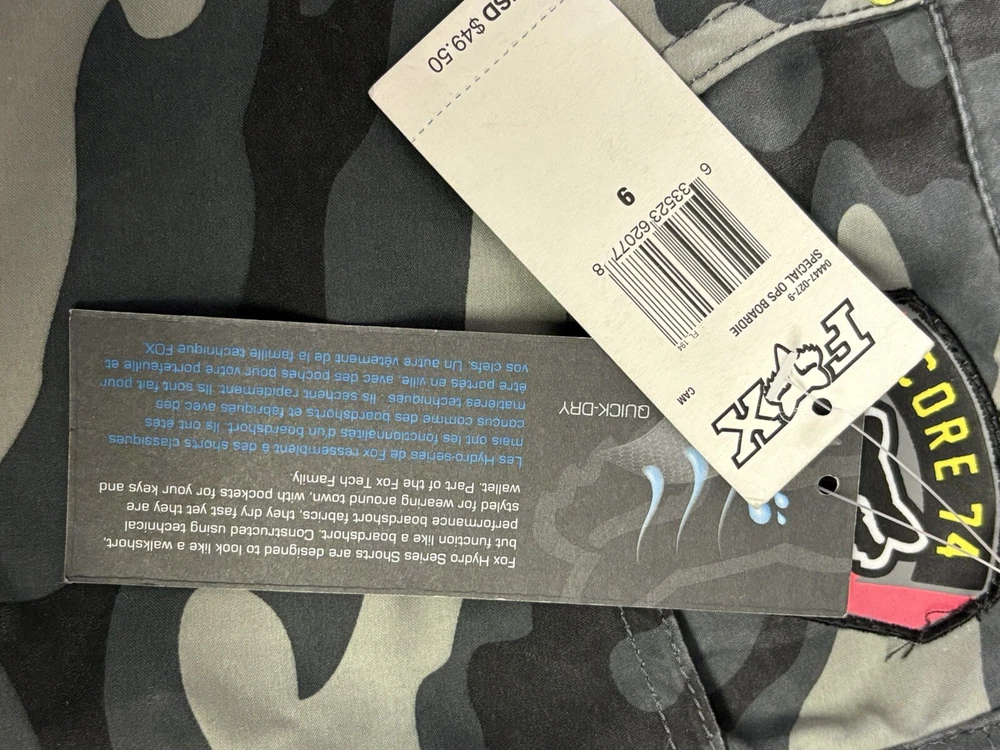 FOX
CAM
04447-027-9
SPECIAL OPS BOARDIE
FL 194
6 33523 62077 8
9
USD $49.50
QUICK-DRY
Fox Hydro Series Shorts are designed to look like a walkshort,
but function like a boardshort. Constructed using technical
performance boardshort fabrics, they dry fast yet they are
styled for wearing around town, with pockets for your keys and
wallet. Part of the Fox Tech Family.
Les Hydro-séries de Fox ressemblent à des shorts classiques
mais ont les fonctionnalités d'un boardshort. Ils ont étés
concus comme des boardshorts et fabriqués avec des
matières techniques. Ils sèchent rapidement. Ils sont fait pour
être portés en ville, avec des poches pour votre portefeuille et
vos clefs. Un autre vêtement de la famille technique FOX.
CORE 74